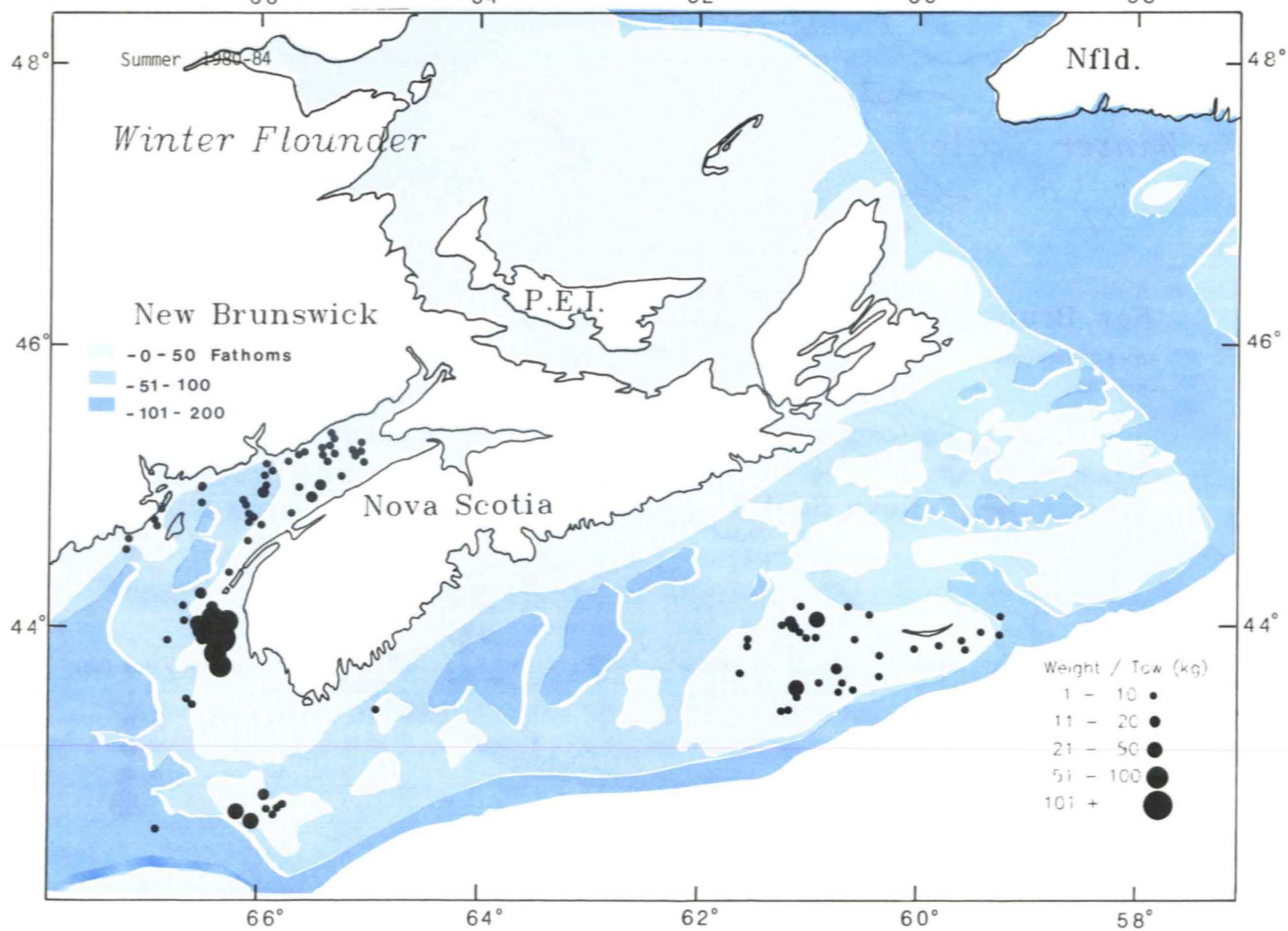 48°
Summer 1980-84
Nfld.
48°
Winter Flounder
P.E.I.
New Brunswick
46°
46°
-0-50 Fathoms
-51-100
-101-200
Nova Scotia
44°
44°
Weight / Tow (kg)
1 - 10
11 - 20
21 - 50
51 - 100
101 +
66°
64°
62°
60°
58°